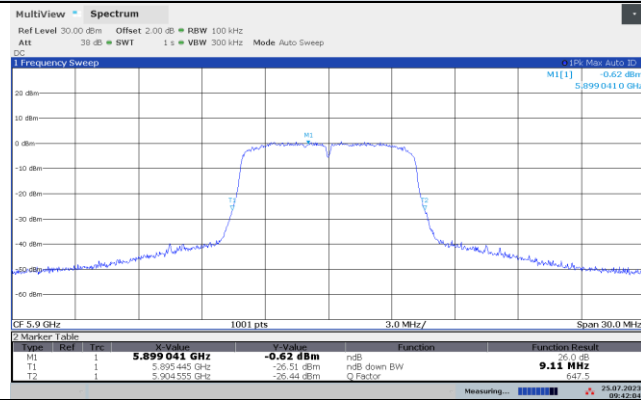 MultiView Spectrum
Ref Level 30.00 dBm Offset 2.00 dB RBW 100 kHz
Att 38 dB SWT 1 s VBW 300 kHz Mode Auto Sweep
DC
1 Frequency Sweep 1Pk Max Auto ID
M1[1] -0.62 dBm
5.899 041 0 GHz
20 dBm
10 dBm
M1
0 dBm
-10 dBm
-20 dBm
T1 T2
-30 dBm
-40 dBm
-50 dBm
-60 dBm
CF 5.9 GHz 1001 pts 3.0 MHz/ Span 30.0 MHz
2 Marker Table
Type Ref Trc X-Value Y-Value Function Function Result
M1 1 5.899 041 GHz -0.62 dBm ndB 26.0 dB
T1 1 5.895 445 GHz -26.51 dBm ndB down BW 9.11 MHz
T2 1 5.904 555 GHz -26.44 dBm Q Factor 647.5
Measuring... 25.07.2023
09:42:04